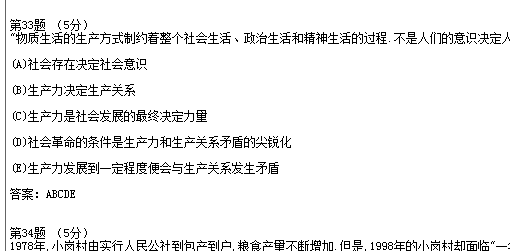 第33题 (5分)
“物质生活的生产方式制约着整个社会生活、政治生活和精神生活的过程.不是人们的意识决定人
(A)社会存在决定社会意识
(B)生产力决定生产关系
(C)生产力是社会发展的最终决定力量
(D)社会革命的条件是生产力和生产关系矛盾的尖锐化
(E)生产力发展到一定程度便会与生产关系发生矛盾
答案：ABCDE
第34题 (5分)
1978年,小岗村由实行人民公社到包产到户,粮食产量不断增加.但是,1998年的小岗村却面临“一